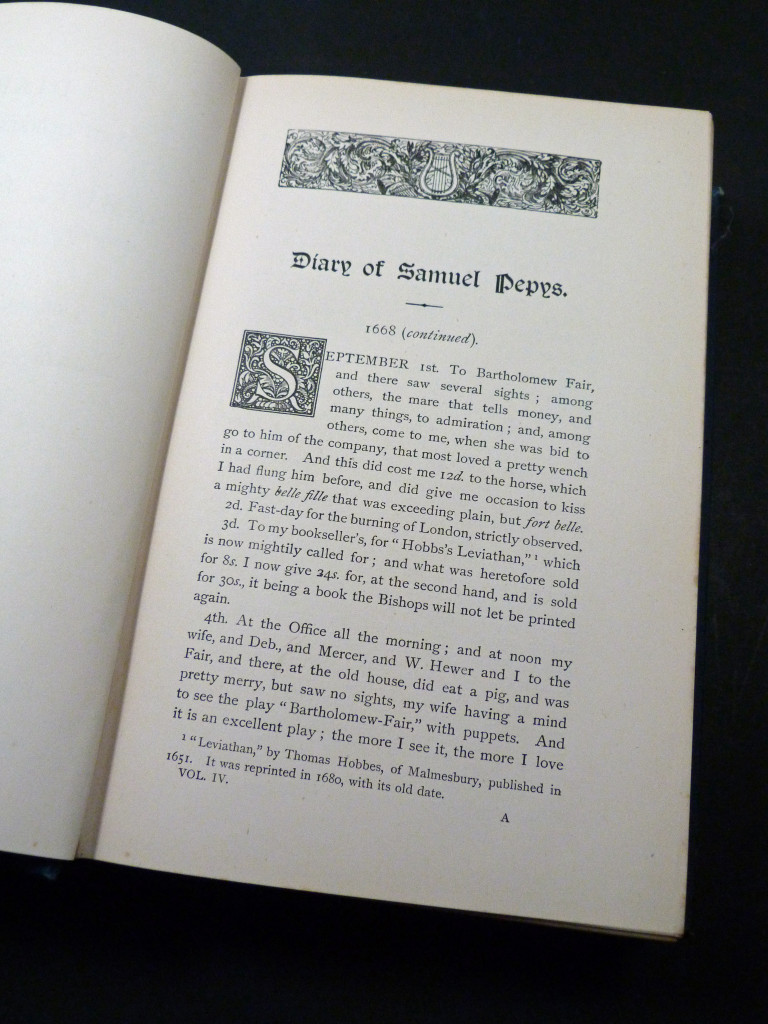 Diary of Samuel Pepys.
1668 (continued).
SEPTEMBER 1st. To Bartholomew Fair,
and there saw several sights; among
others, the mare that tells money, and
many things, to admiration; and, among
others, come to me, when she was bid to
go to him of the company, that most loved a pretty wench
in a corner. And this did cost me 12d. to the horse, which
I had flung him before, and did give me occasion to kiss
a mighty belle fille that was exceeding plain, but fort belle.
2d. Fast-day for the burning of London, strictly observed.
3d. To my bookseller's, for "Hobbs's Leviathan," 1 which
is now mightily called for; and what was heretofore sold
for 8s. I now give 24s. for, at the second hand, and is sold
for 30s., it being a book the Bishops will not let be printed
again.
4th. At the Office all the morning; and at noon my
wife, and Deb., and Mercer, and W. Hewer and I to the
Fair, and there, at the old house, did eat a pig, and was
pretty merry, but saw no sights, my wife having a mind
to see the play "Bartholomew-Fair," with puppets. And
it is an excellent play; the more I see it, the more I love
1 "Leviathan," by Thomas Hobbes, of Malmesbury, published in
1651. It was reprinted in 1680, with its old date.
VOL. IV.
A